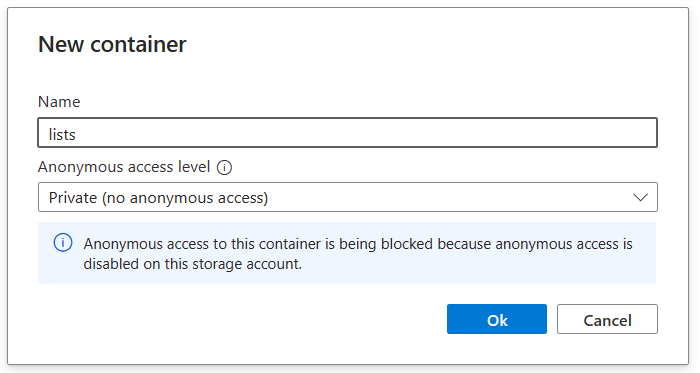 New container
Name
lists
Anonymous access level
Private (no anonymous access)
Anonymous access to this container is being blocked because anonymous access is
disabled on this storage account.
Ok
Cancel